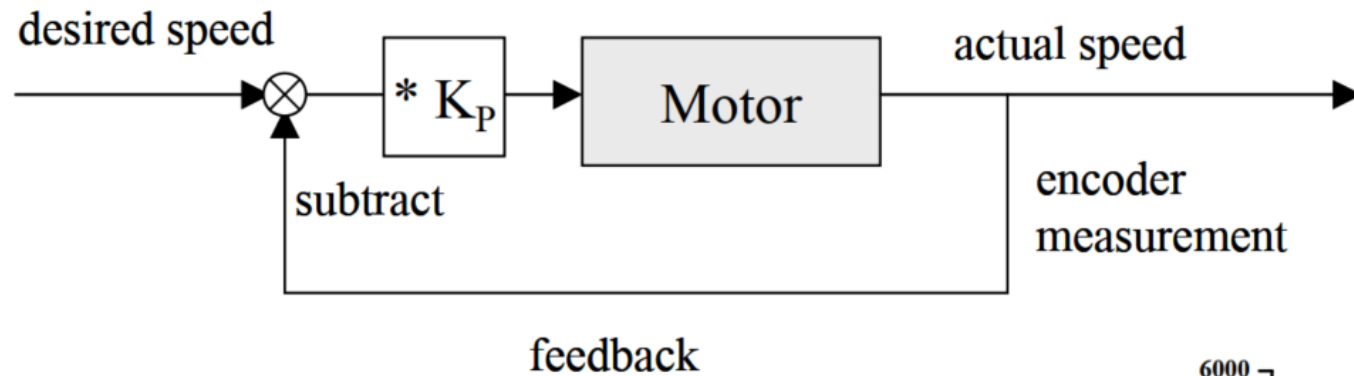 desired speed
actual speed
* K_P
Motor
subtract
encoder
measurement
feedback
6000